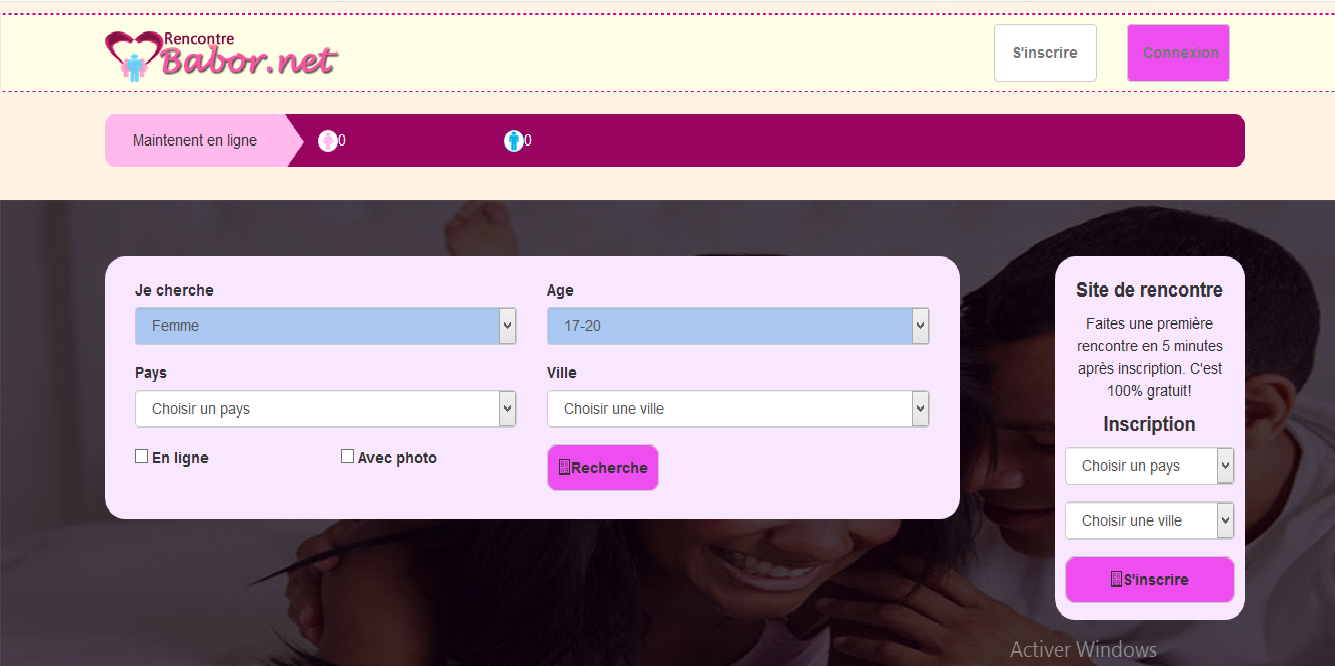 Rencontre
Babor.net
S'inscrire
Connexion
Maintenent en ligne
0
0
Je cherche
Age
Femme
17-20
Pays
Ville
Choisir un pays
Choisir une ville
En ligne
Avec photo
Recherche
Site de rencontre
Faites une première
rencontre en 5 minutes
après inscription. C'est
100% gratuit!
Inscription
Choisir un pays
Choisir une ville
S'inscrire
Activer Windows